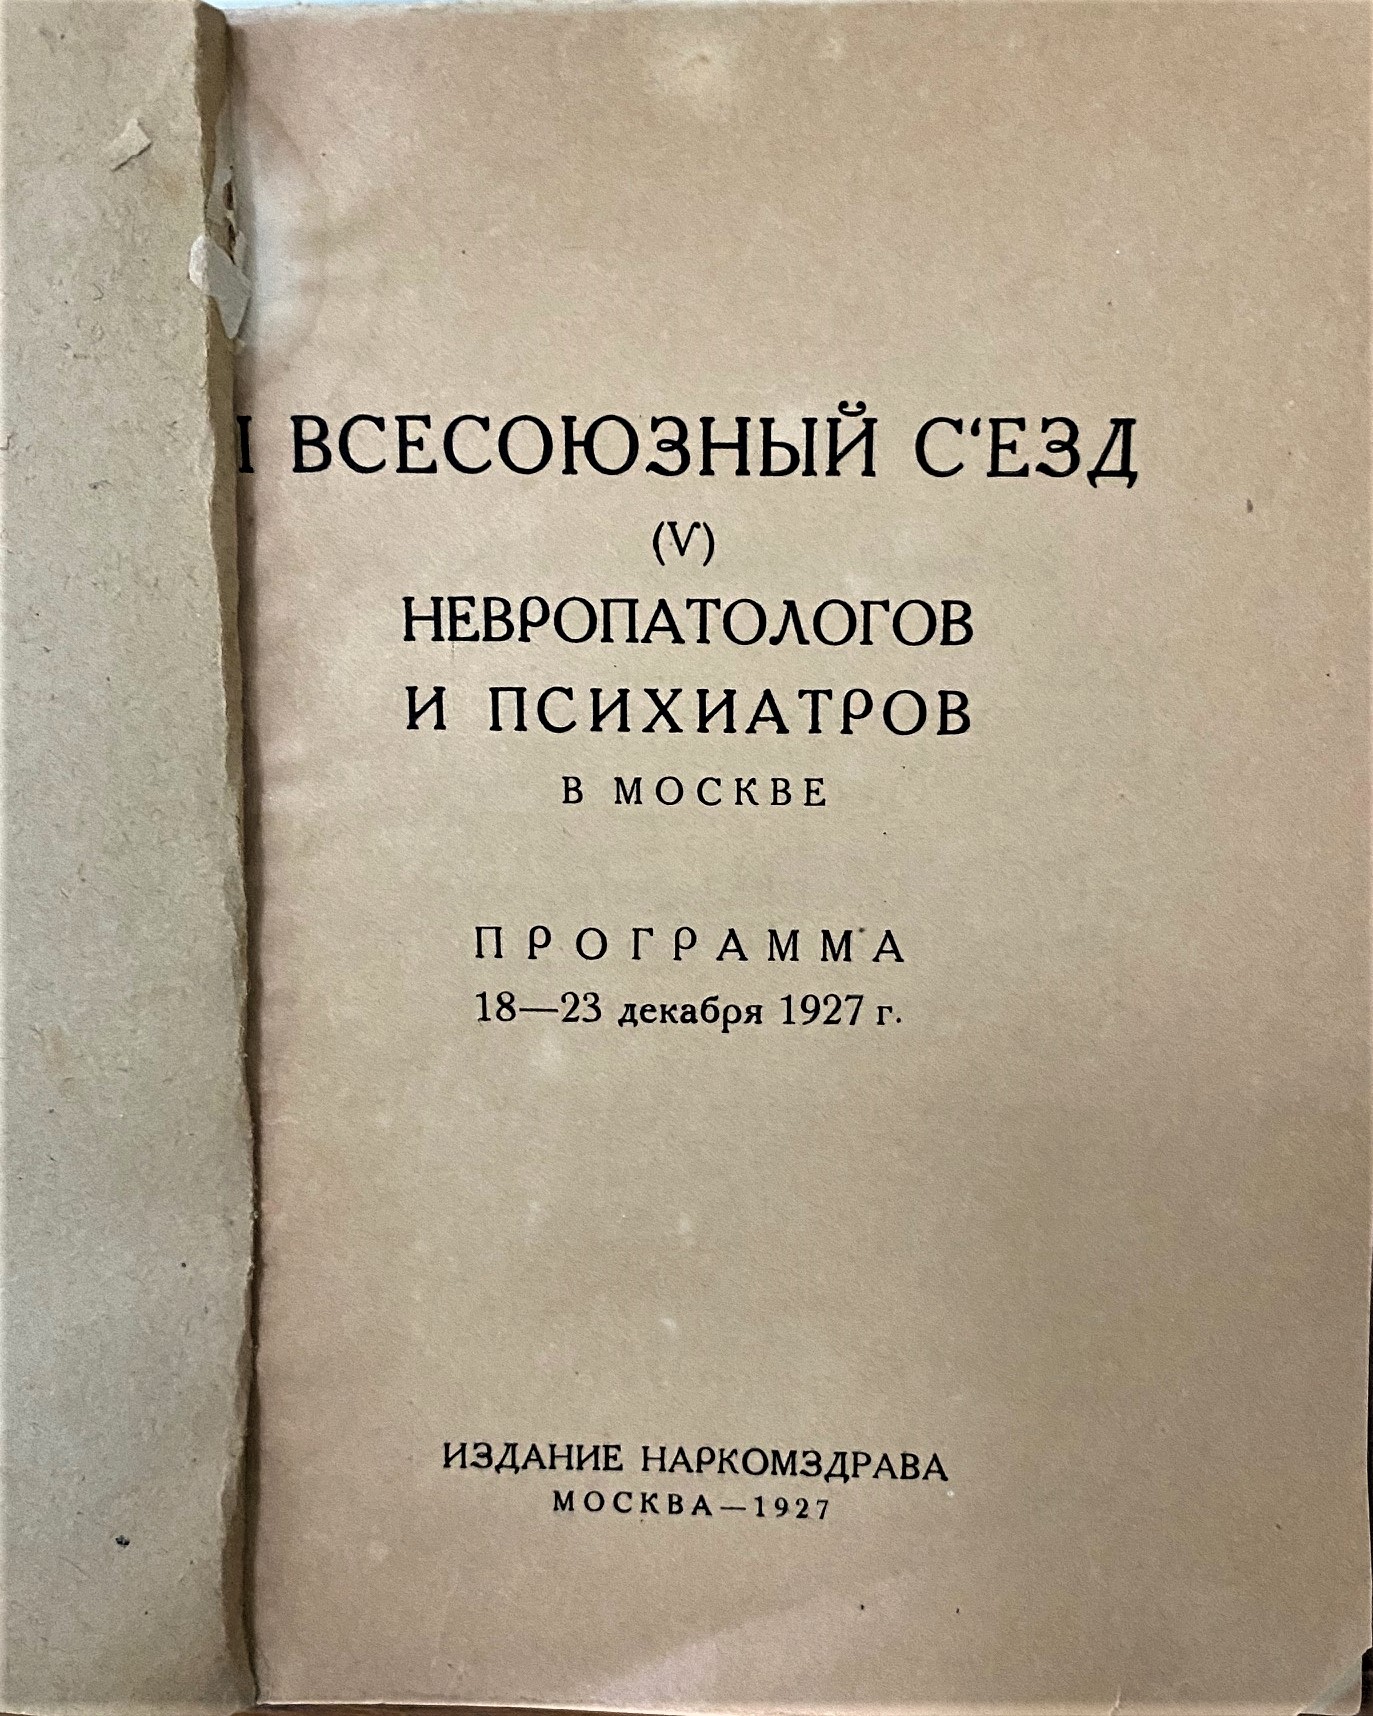 I ВСЕСОЮЗНЫЙ С‘ЕЗД
(V)
НЕВРОПАТОЛОГОВ
И ПСИХИАТРОВ
В МОСКВЕ
ПРОГРАММА
18—23 декабря 1927 г.
ИЗДАНИЕ НАРКОМЗДРАВА
МОСКВА—1927